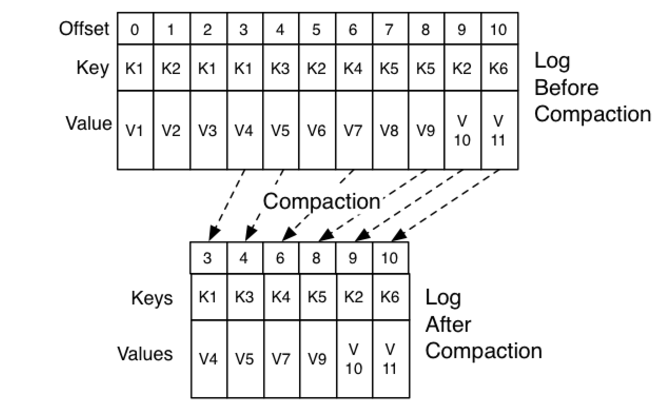 Offset 0 1 2 3 4 5 6 7 8 9 10
Key K1 K2 K1 K1 K3 K2 K4 K5 K5 K2 K6
Value V1 V2 V3 V4 V5 V6 V7 V8 V9 V 10 V 11
Log
Before
Compaction
Compaction
3 4 6 8 9 10
Keys K1 K3 K4 K5 K2 K6
Values V4 V5 V7 V9 V 10 V 11
Log
After
Compaction